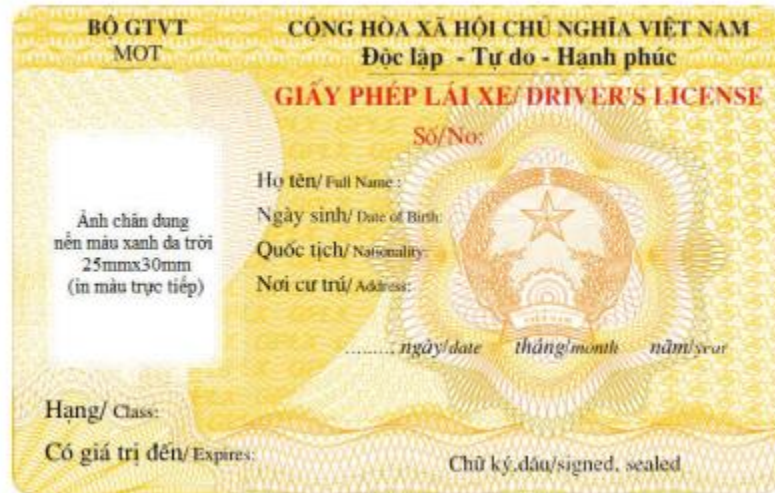 BỘ GTVT
MOT
CỘNG HÒA XÃ HỘI CHỦ NGHĨA VIỆT NAM
Độc lập - Tự do - Hạnh phúc
GIẤY PHÉP LÁI XE/ DRIVER'S LICENSE
Số/No:
Ảnh chân dung
nền màu xanh da trời
25mmx30mm
(in màu trực tiếp)
Họ tên/ Full Name :
Ngày sinh/ Date of Birth:
Quốc tịch/ Nationality:
Nơi cư trú/ Address:
........, ngày/date tháng/month năm/year
Hạng/ Class:
Có giá trị đến/ Expires:
Chữ ký,dấu/signed, sealed